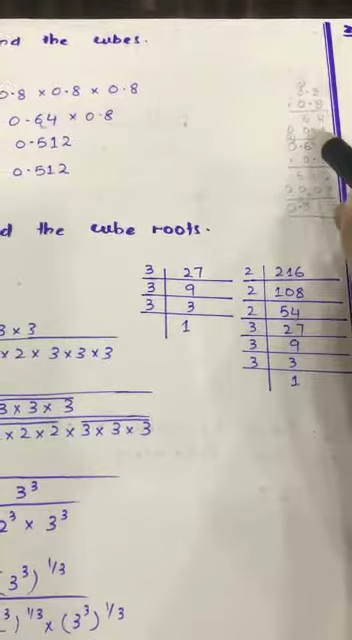 nd the cubes.
0.8 × 0.8 × 0.8
0.64 × 0.8
0.512
0.512
d the cube roots.
3 | 27
3 | 9
3 | 3
1
2 | 216
2 | 108
2 | 54
3 | 27
3 | 9
3 | 3
1
3 × 3
× 2 × 3 × 3 × 3
3 × 3 × 3
× 2 × 2 × 3 × 3 × 3
3³
2³ × 3³
(3³)^1/3
³)^1/3 × (3³)^1/3